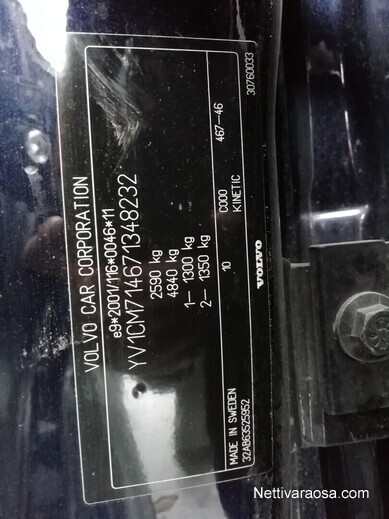 VOLVO CAR CORPORATION
e9*2001/116*0046*11
YV1CM714671348232
2590 kg
4840 kg
1– 1300 kg
2– 1350 kg
10 C000 467–46
KINETIC
MADE IN SWEDEN
32AB63525952
VOLVO
30760033
Nettivaraosa.com